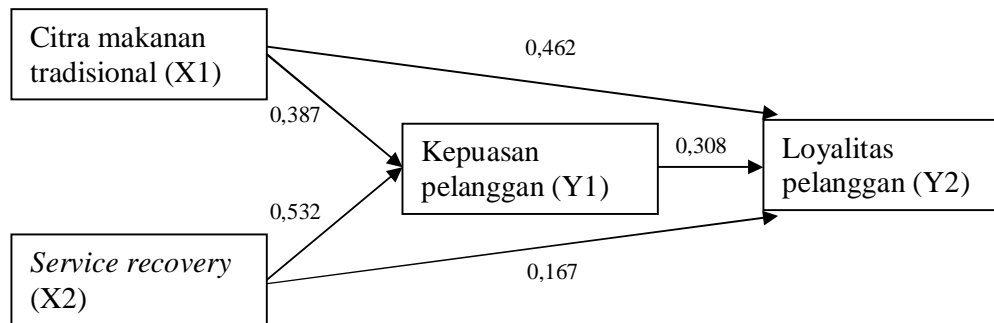 Citra makanan
tradisional (X1)
0,462
0,387
Kepuasan
pelanggan (Y1)
0,308
Loyalitas
pelanggan (Y2)
0,532
Service recovery
(X2)
0,167